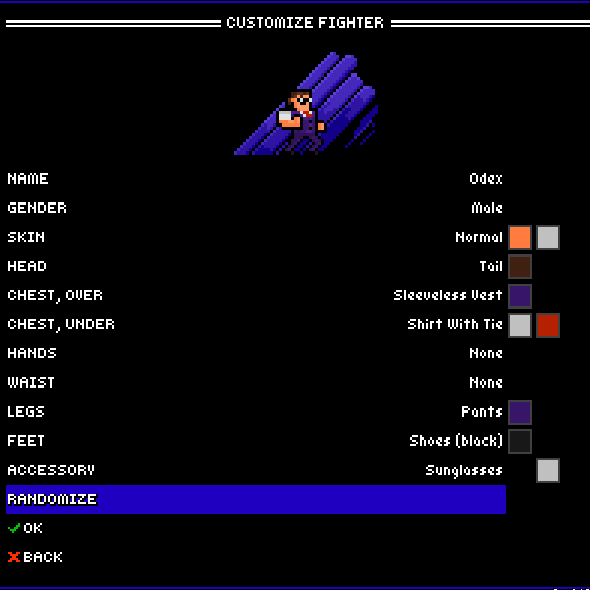 CUSTOMIZE FIGHTER
NAME Odex
GENDER Male
SKIN Normal
HEAD Tail
CHEST, OVER Sleeveless Vest
CHEST, UNDER Shirt With Tie
HANDS None
WAIST None
LEGS Pants
FEET Shoes (black)
ACCESSORY Sunglasses
RANDOMIZE
OK
BACK